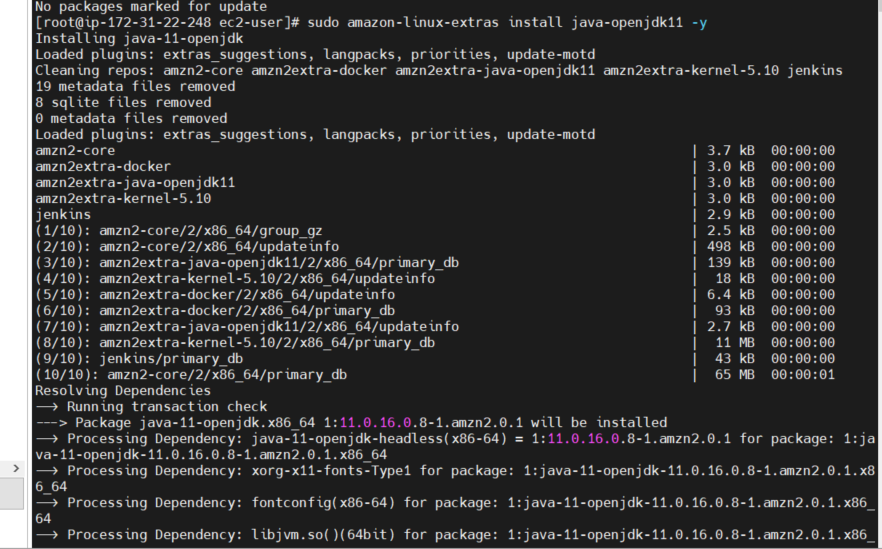 No packages marked for update
[root@ip-172-31-22-248 ec2-user]# sudo amazon-linux-extras install java-openjdk11 -y
Installing java-11-openjdk
Loaded plugins: extras_suggestions, langpacks, priorities, update-motd
Cleaning repos: amzn2-core amzn2extra-docker amzn2extra-java-openjdk11 amzn2extra-kernel-5.10 jenkins
19 metadata files removed
8 sqlite files removed
0 metadata files removed
Loaded plugins: extras_suggestions, langpacks, priorities, update-motd
amzn2-core | 3.7 kB 00:00:00
amzn2extra-docker | 3.0 kB 00:00:00
amzn2extra-java-openjdk11 | 3.0 kB 00:00:00
amzn2extra-kernel-5.10 | 3.0 kB 00:00:00
jenkins | 2.9 kB 00:00:00
(1/10): amzn2-core/2/x86_64/group_gz | 2.5 kB 00:00:00
(2/10): amzn2-core/2/x86_64/updateinfo | 498 kB 00:00:00
(3/10): amzn2extra-java-openjdk11/2/x86_64/primary_db | 139 kB 00:00:00
(4/10): amzn2extra-kernel-5.10/2/x86_64/updateinfo | 18 kB 00:00:00
(5/10): amzn2extra-docker/2/x86_64/updateinfo | 6.4 kB 00:00:00
(6/10): amzn2extra-docker/2/x86_64/primary_db | 93 kB 00:00:00
(7/10): amzn2extra-java-openjdk11/2/x86_64/updateinfo | 2.7 kB 00:00:00
(8/10): amzn2extra-kernel-5.10/2/x86_64/primary_db | 11 MB 00:00:00
(9/10): jenkins/primary_db | 43 kB 00:00:00
(10/10): amzn2-core/2/x86_64/primary_db | 65 MB 00:00:01
Resolving Dependencies
--> Running transaction check
---> Package java-11-openjdk.x86_64 1:11.0.16.0.8-1.amzn2.0.1 will be installed
--> Processing Dependency: java-11-openjdk-headless(x86-64) = 1:11.0.16.0.8-1.amzn2.0.1 for package: 1:ja
va-11-openjdk-11.0.16.0.8-1.amzn2.0.1.x86_64
--> Processing Dependency: xorg-x11-fonts-Type1 for package: 1:java-11-openjdk-11.0.16.0.8-1.amzn2.0.1.x8
6_64
--> Processing Dependency: fontconfig(x86-64) for package: 1:java-11-openjdk-11.0.16.0.8-1.amzn2.0.1.x86_
64
--> Processing Dependency: libjvm.so()(64bit) for package: 1:java-11-openjdk-11.0.16.0.8-1.amzn2.0.1.x86_